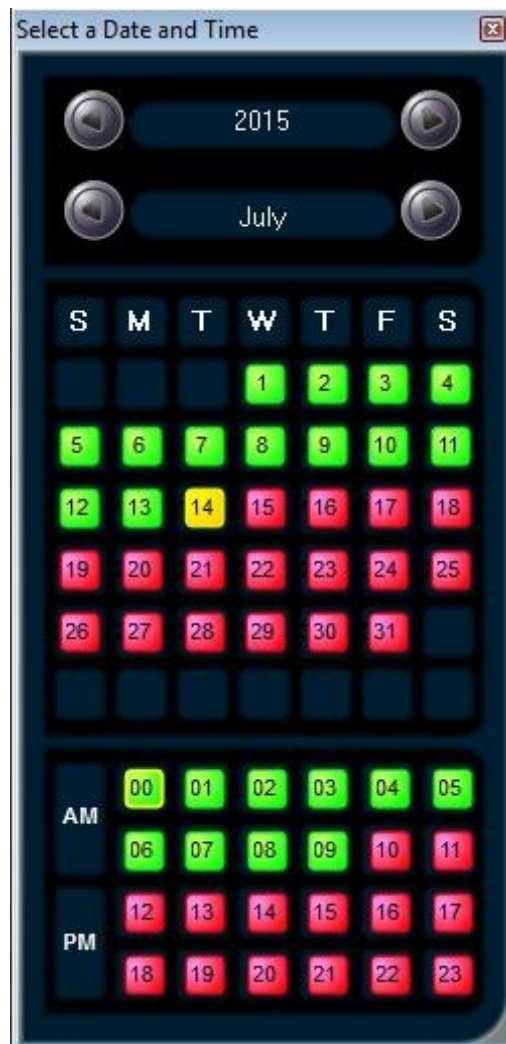 Select a Date and Time
2015
July
S M T W T F S
1 2 3 4
5 6 7 8 9 10 11
12 13 14 15 16 17 18
19 20 21 22 23 24 25
26 27 28 29 30 31
AM
00 01 02 03 04 05
06 07 08 09 10 11
PM
12 13 14 15 16 17
18 19 20 21 22 23